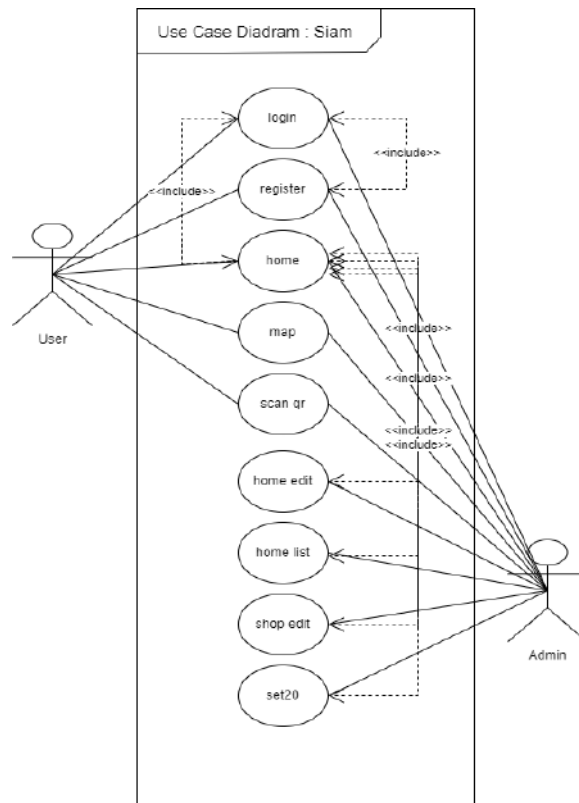 Use Case Diadram : Siam
login
<<include>>
register
<<include>>
home
User
map
<<include>>
<<include>>
scan qr
<<include>>
<<include>>
home edit
home list
shop edit
Admin
set20